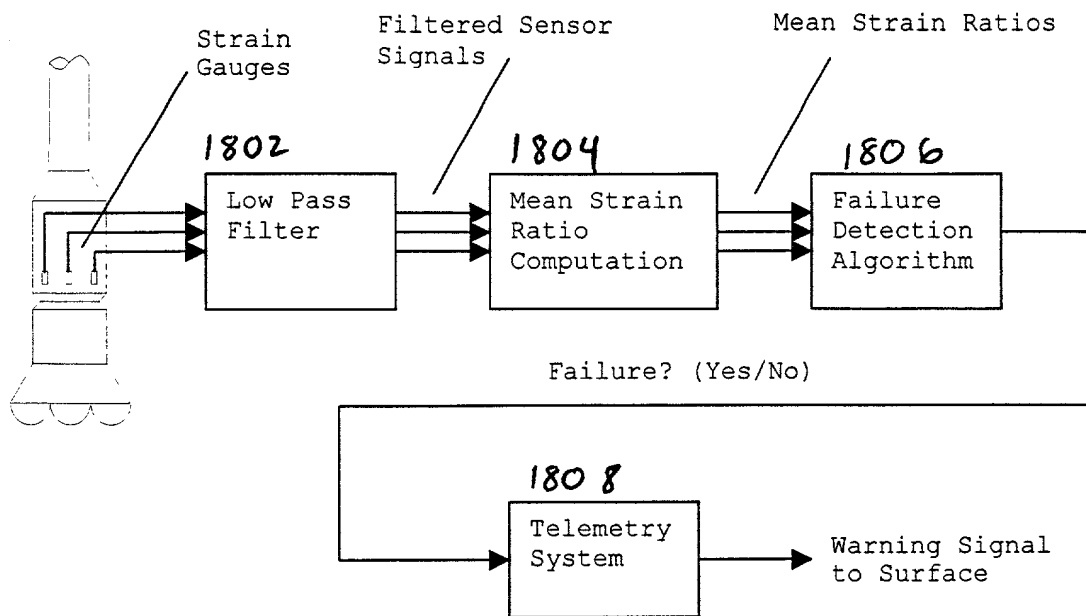 Strain
Gauges
Filtered Sensor
Signals
Mean Strain Ratios
1802
1804
1806
Low Pass
Filter
Mean Strain
Ratio
Computation
Failure
Detection
Algorithm
Failure? (Yes/No)
1808
Telemetry
System
Warning Signal
to Surface